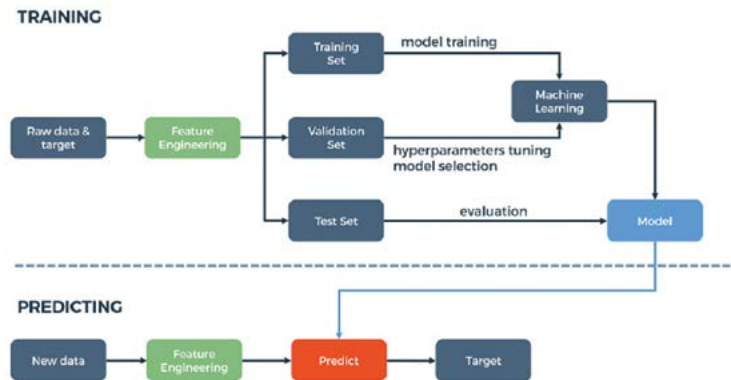 TRAINING
Training
Set
model training
Machine
Learning
Raw data &
target
Feature
Engineering
Validation
Set
hyperparameters tuning
model selection
Test Set
evaluation
Model
PREDICTING
New data
Feature
Engineering
Predict
Target